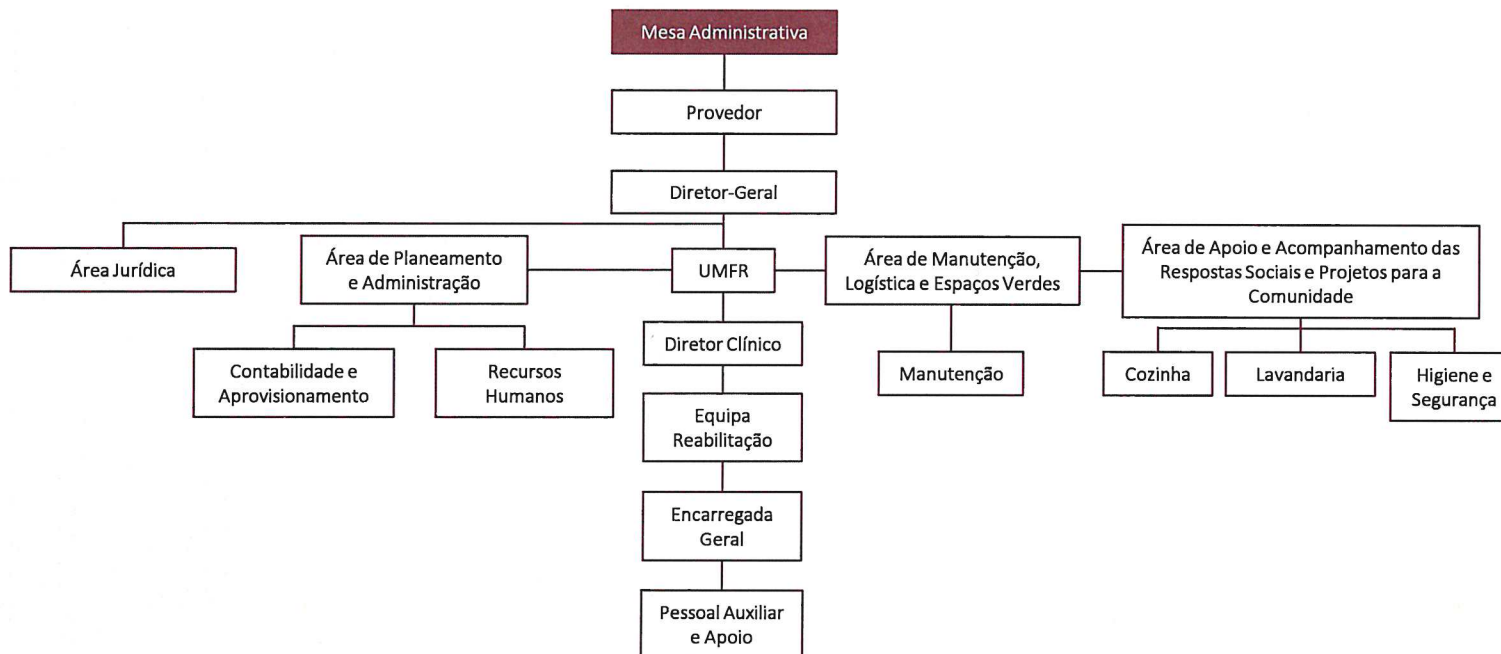 Mesa Administrativa
Provedor
Diretor-Geral
Área Jurídica
Área de Planeamento
e Administração
UMFR
Área de Manutenção,
Logística e Espaços Verdes
Área de Apoio e Acompanhamento das
Respostas Sociais e Projetos para a
Comunidade
Contabilidade e
Aprovisionamento
Recursos
Humanos
Diretor Clínico
Manutenção
Cozinha
Lavandaria
Higiene e
Segurança
Equipa
Reabilitação
Encarregada
Geral
Pessoal Auxiliar
e Apoio